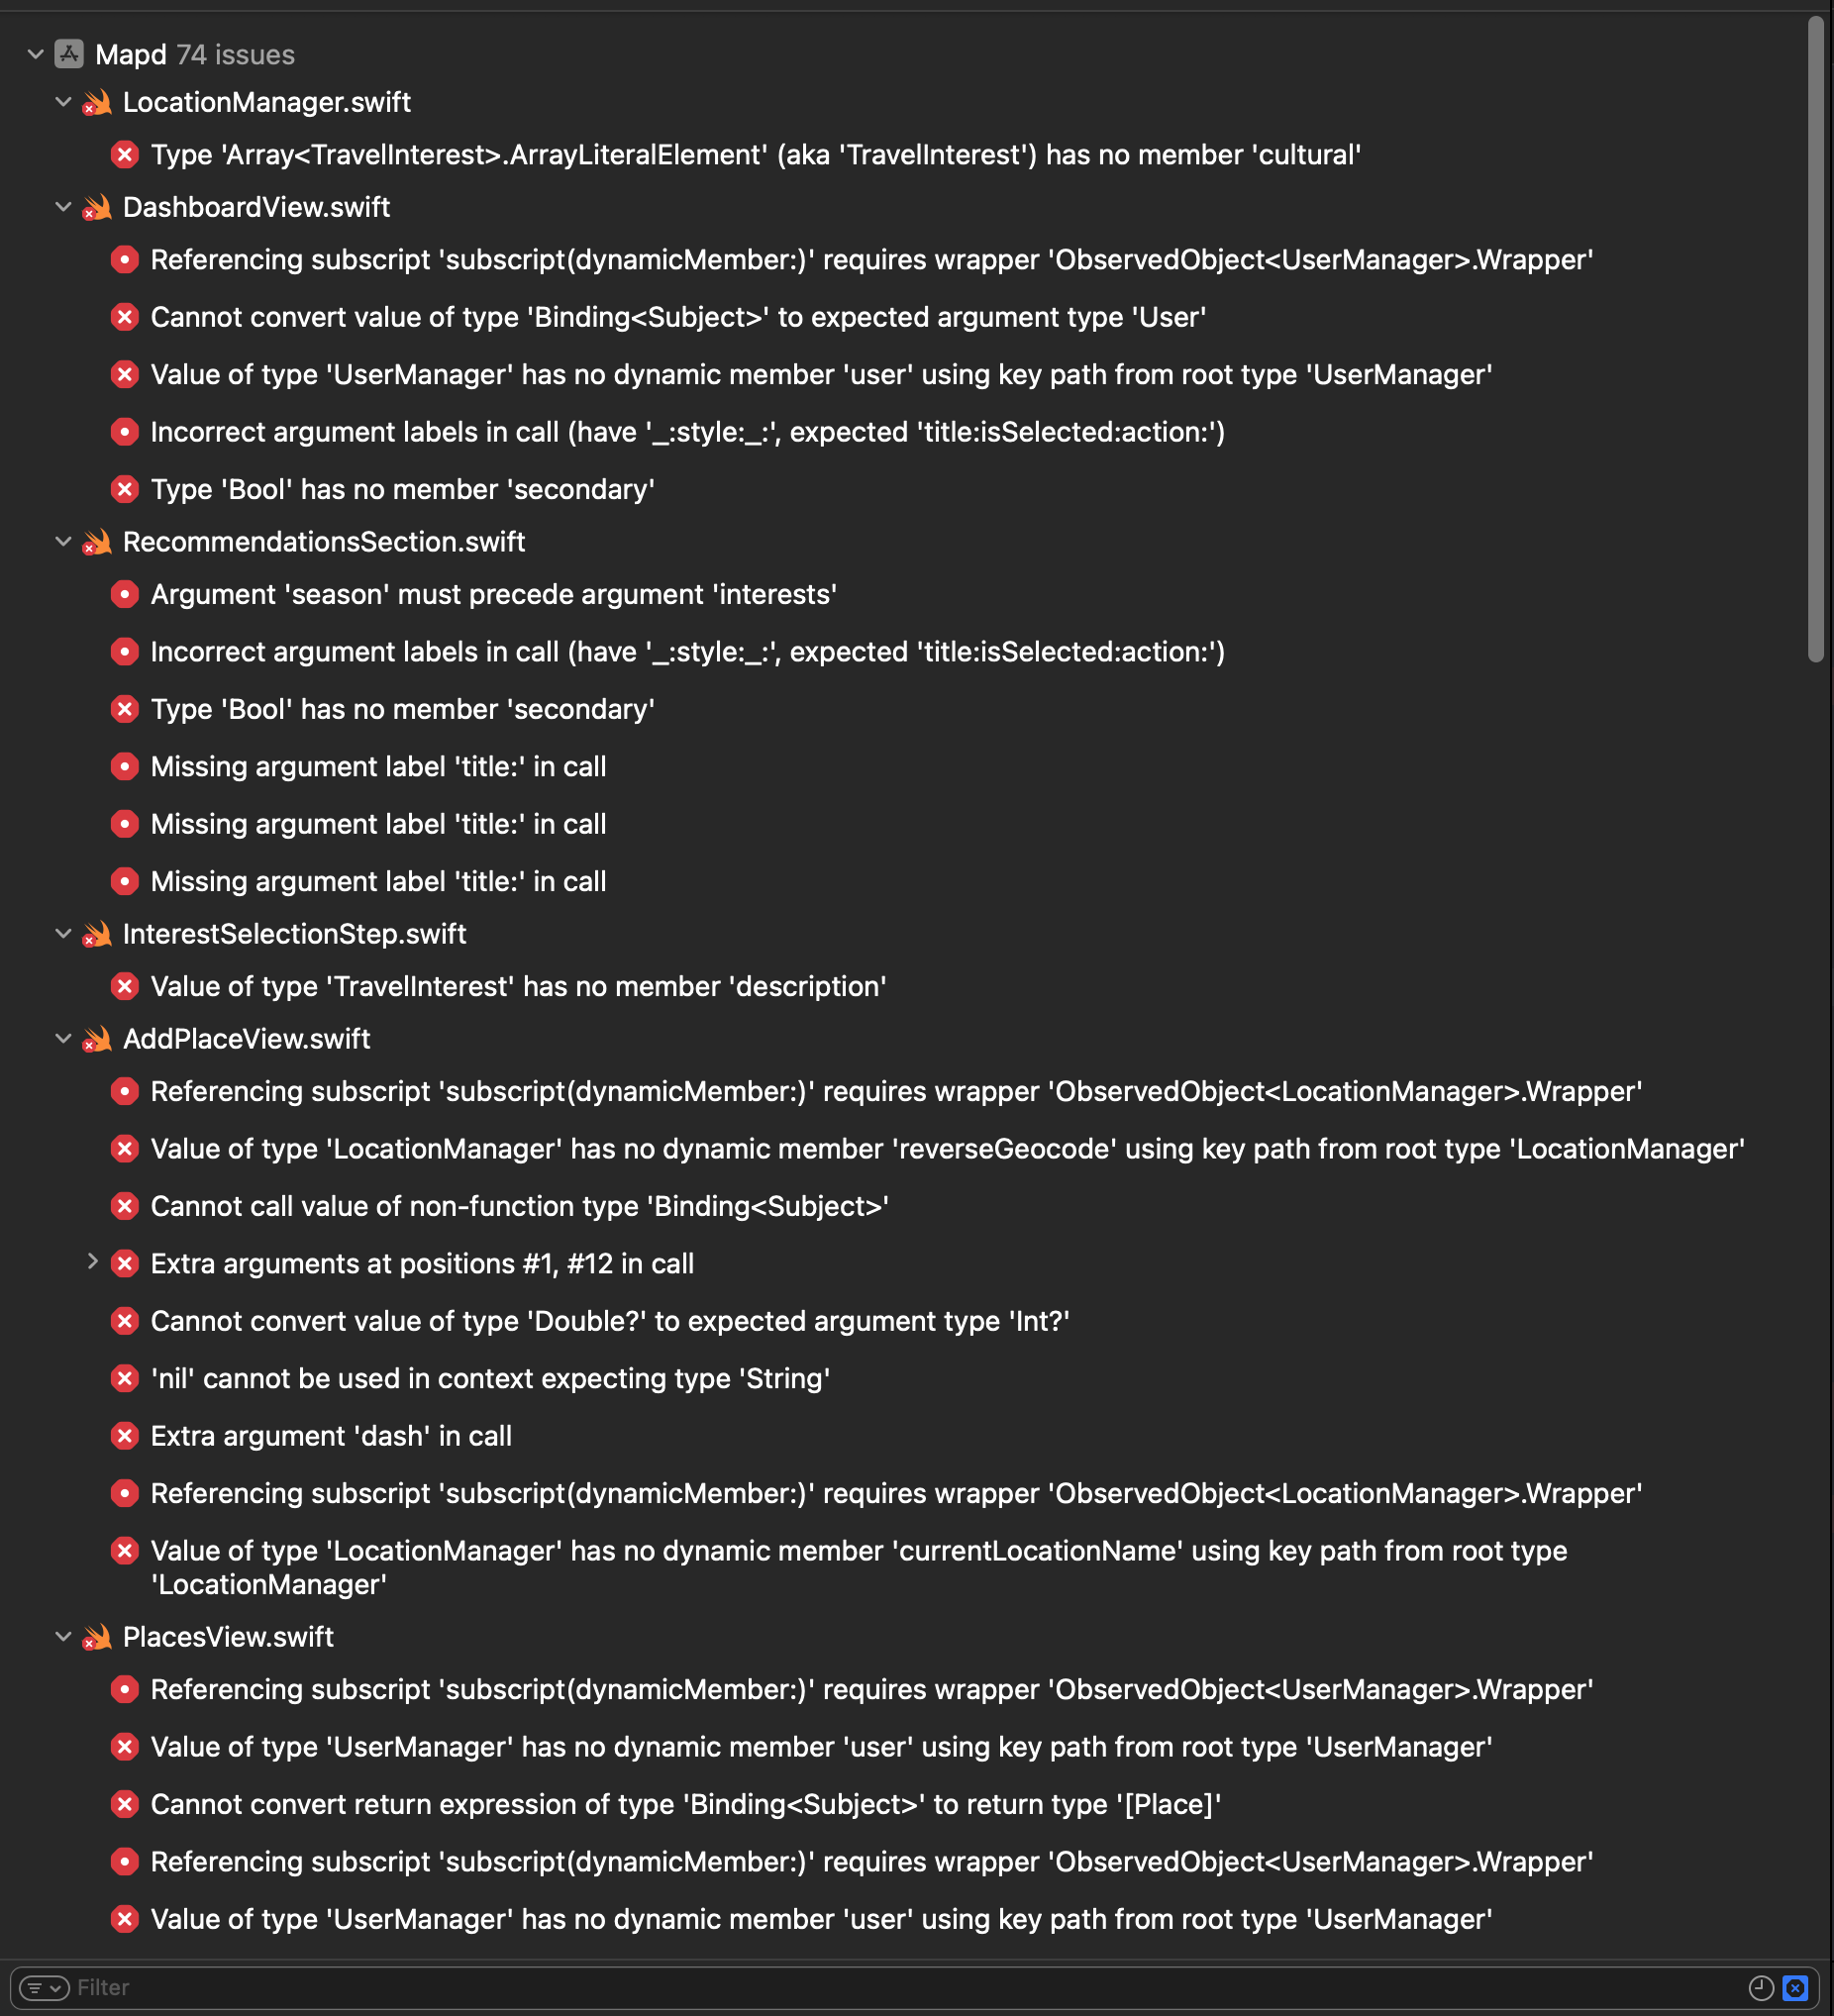 Mapd 74 issues
LocationManager.swift
Type 'Array<TravelInterest>.ArrayLiteralElement' (aka 'TravelInterest') has no member 'cultural'
DashboardView.swift
Referencing subscript 'subscript(dynamicMember:)' requires wrapper 'ObservedObject<UserManager>.Wrapper'
Cannot convert value of type 'Binding<Subject>' to expected argument type 'User'
Value of type 'UserManager' has no dynamic member 'user' using key path from root type 'UserManager'
Incorrect argument labels in call (have '_:style:_:', expected 'title:isSelected:action:')
Type 'Bool' has no member 'secondary'
RecommendationsSection.swift
Argument 'season' must precede argument 'interests'
Incorrect argument labels in call (have '_:style:_:', expected 'title:isSelected:action:')
Type 'Bool' has no member 'secondary'
Missing argument label 'title:' in call
Missing argument label 'title:' in call
Missing argument label 'title:' in call
InterestSelectionStep.swift
Value of type 'TravelInterest' has no member 'description'
AddPlaceView.swift
Referencing subscript 'subscript(dynamicMember:)' requires wrapper 'ObservedObject<LocationManager>.Wrapper'
Value of type 'LocationManager' has no dynamic member 'reverseGeocode' using key path from root type 'LocationManager'
Cannot call value of non-function type 'Binding<Subject>'
Extra arguments at positions #1, #12 in call
Cannot convert value of type 'Double?' to expected argument type 'Int?'
'nil' cannot be used in context expecting type 'String'
Extra argument 'dash' in call
Referencing subscript 'subscript(dynamicMember:)' requires wrapper 'ObservedObject<LocationManager>.Wrapper'
Value of type 'LocationManager' has no dynamic member 'currentLocationName' using key path from root type
'LocationManager'
PlacesView.swift
Referencing subscript 'subscript(dynamicMember:)' requires wrapper 'ObservedObject<UserManager>.Wrapper'
Value of type 'UserManager' has no dynamic member 'user' using key path from root type 'UserManager'
Cannot convert return expression of type 'Binding<Subject>' to return type '[Place]'
Referencing subscript 'subscript(dynamicMember:)' requires wrapper 'ObservedObject<UserManager>.Wrapper'
Value of type 'UserManager' has no dynamic member 'user' using key path from root type 'UserManager'
Filter